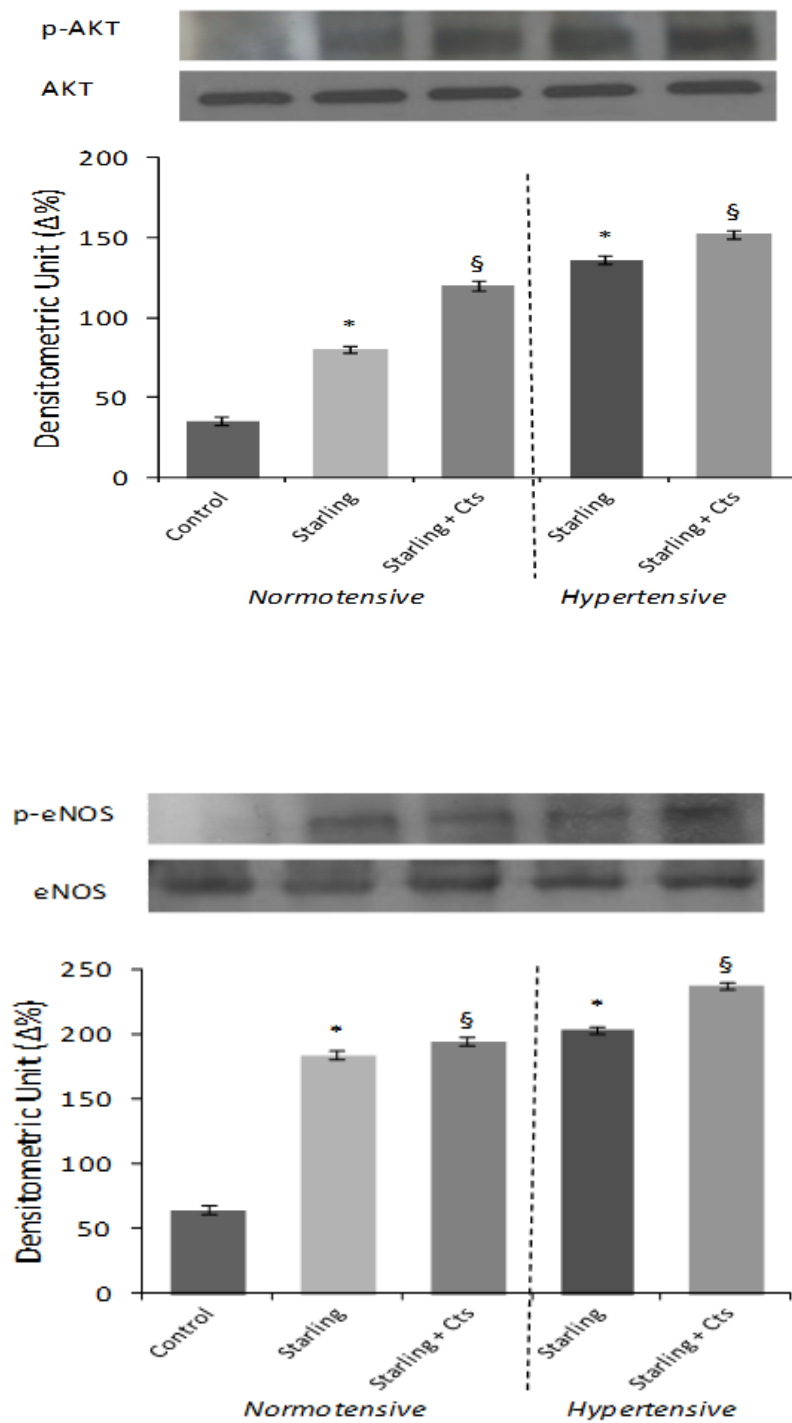 p-AKT
AKT
Densitometric Unit (Δ%)
200
150
100
50
0
*
§
*
§
Control
Starling
Starling + Cts
Starling
Starling + Cts
Normotensive
Hypertensive
p-eNOS
eNOS
Densitometric Unit (Δ%)
250
200
150
100
50
0
*
§
*
§
Control
Starling
Starling + Cts
Starling
Starling + Cts
Normotensive
Hypertensive